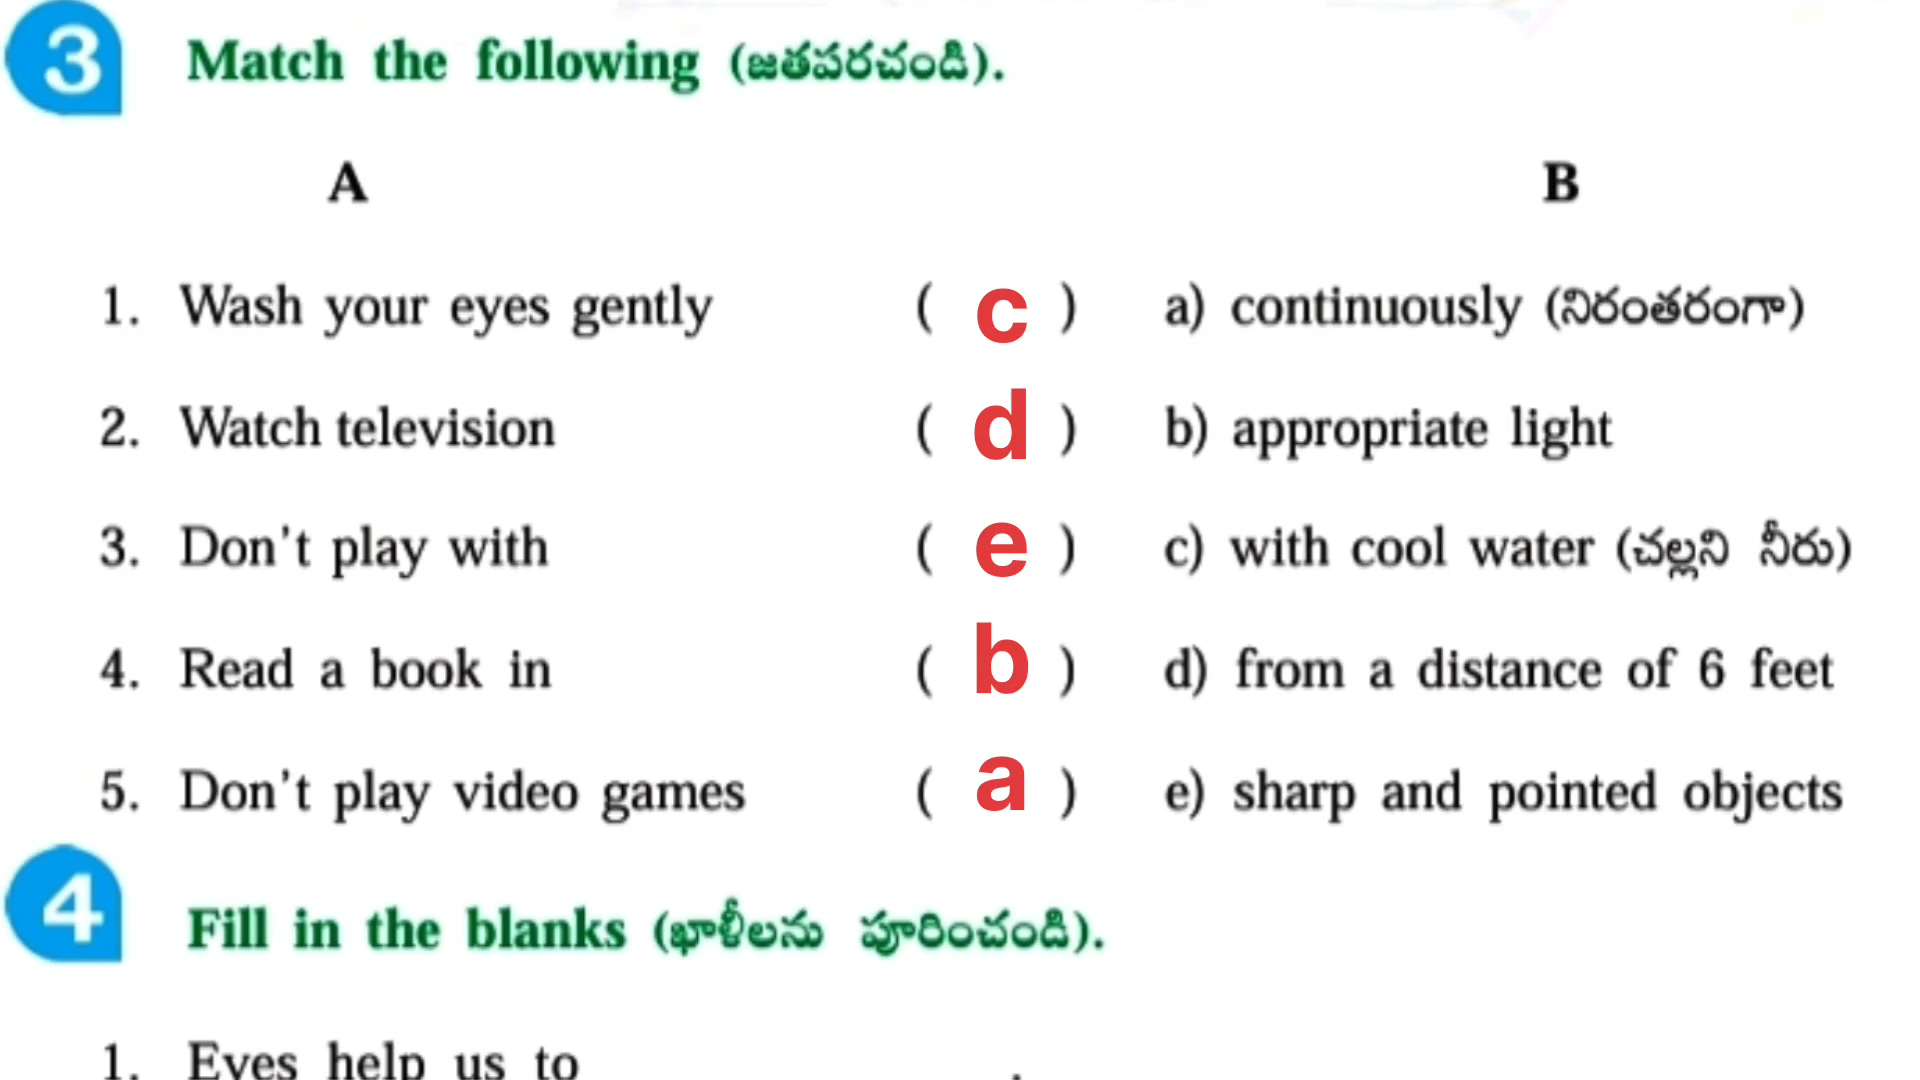 3 Match the following (జతపరచండి).
A B
1. Wash your eyes gently ( c ) a) continuously (నిరంతరంగా)
2. Watch television ( d ) b) appropriate light
3. Don't play with ( e ) c) with cool water (చల్లని నీరు)
4. Read a book in ( b ) d) from a distance of 6 feet
5. Don't play video games ( a ) e) sharp and pointed objects
4 Fill in the blanks (ఖాళీలను పూరించండి).
1. Eyes help us to .